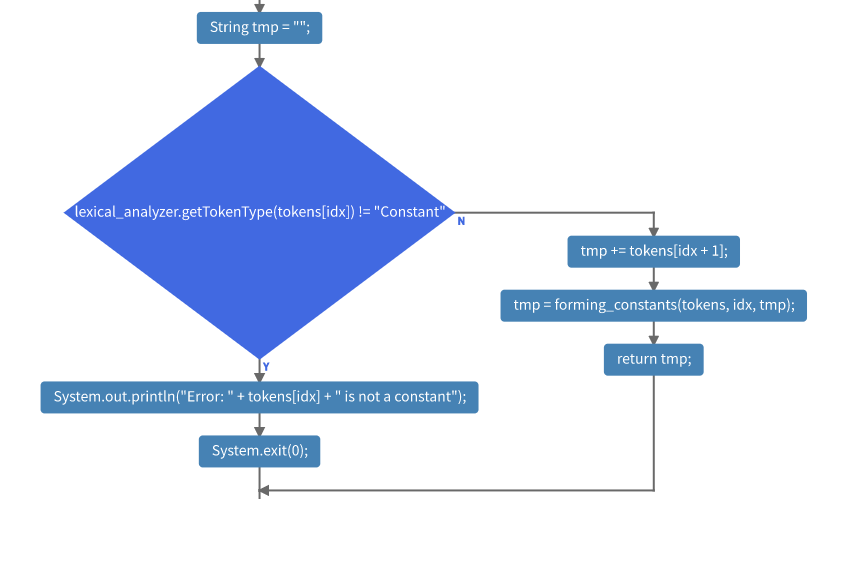 String tmp = "";
lexical_analyzer.getTokenType(tokens[idx]) != "Constant"
N
tmp += tokens[idx + 1];
tmp = forming_constants(tokens, idx, tmp);
return tmp;
Y
System.out.println("Error: " + tokens[idx] + " is not a constant");
System.exit(0);